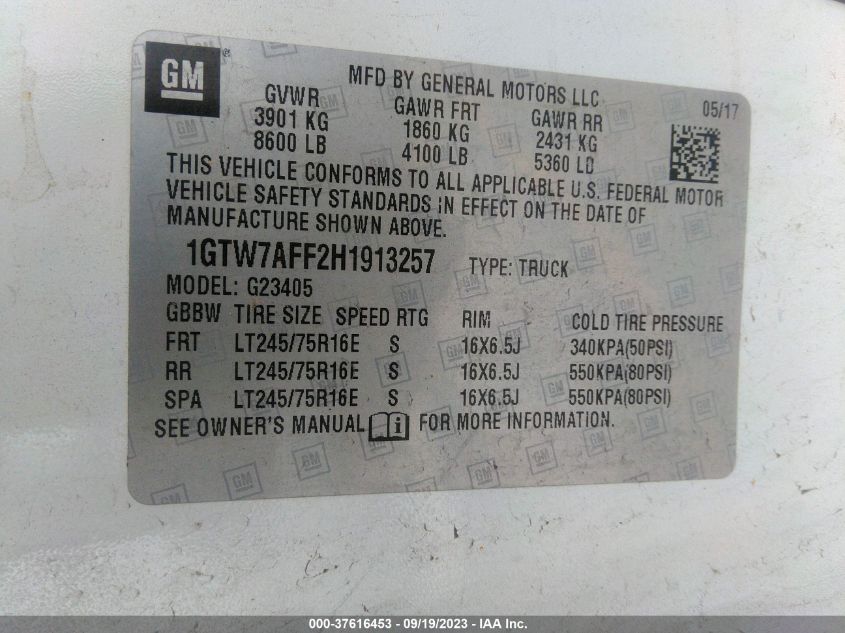 GM
®
MFD BY GENERAL MOTORS LLC
05/17
GVWR GAWR FRT GAWR RR
3901 KG 1860 KG 2431 KG
8600 LB 4100 LB 5360 LB
THIS VEHICLE CONFORMS TO ALL APPLICABLE U.S. FEDERAL MOTOR
VEHICLE SAFETY STANDARDS IN EFFECT ON THE DATE OF
MANUFACTURE SHOWN ABOVE.
1GTW7AFF2H1913257 TYPE: TRUCK
MODEL: G23405
GBBW TIRE SIZE SPEED RTG RIM COLD TIRE PRESSURE
FRT LT245/75R16E S 16X6.5J 340KPA(50PSI)
RR LT245/75R16E S 16X6.5J 550KPA(80PSI)
SPA LT245/75R16E S 16X6.5J 550KPA(80PSI)
SEE OWNER'S MANUAL i FOR MORE INFORMATION.
000-37616453 - 09/19/2023 - IAA Inc.